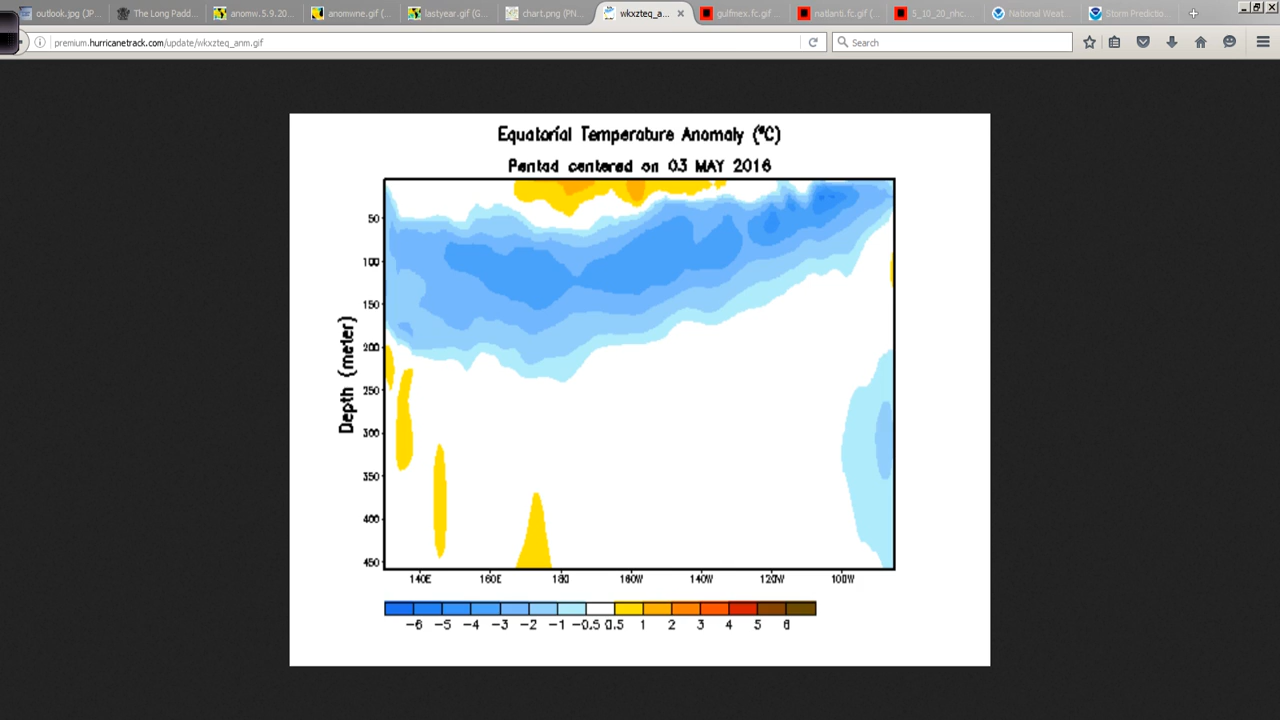 outlook.jpg (JP...
The Long Padd...
anomw.5.9.20...
anomwne.gif (...
lastyear.gif (G...
chart.png (PN...
wkxzteq_a...
gulfmex.fc.gif ...
natlanti.fc.gif (...
5_10_20_nhc...
National Weat...
Storm Predictio...
premium.hurricanetrack.com/update/wkxzteq_anm.gif
Search
Equatorial Temperature Anomaly (°C)
Pentad centered on 03 MAY 2016
Depth (meter)
50
100
150
200
250
300
350
400
450
140E 160E 180 160W 140W 120W 100W
-6 -5 -4 -3 -2 -1 -0.5 0.5 1 2 3 4 5 6